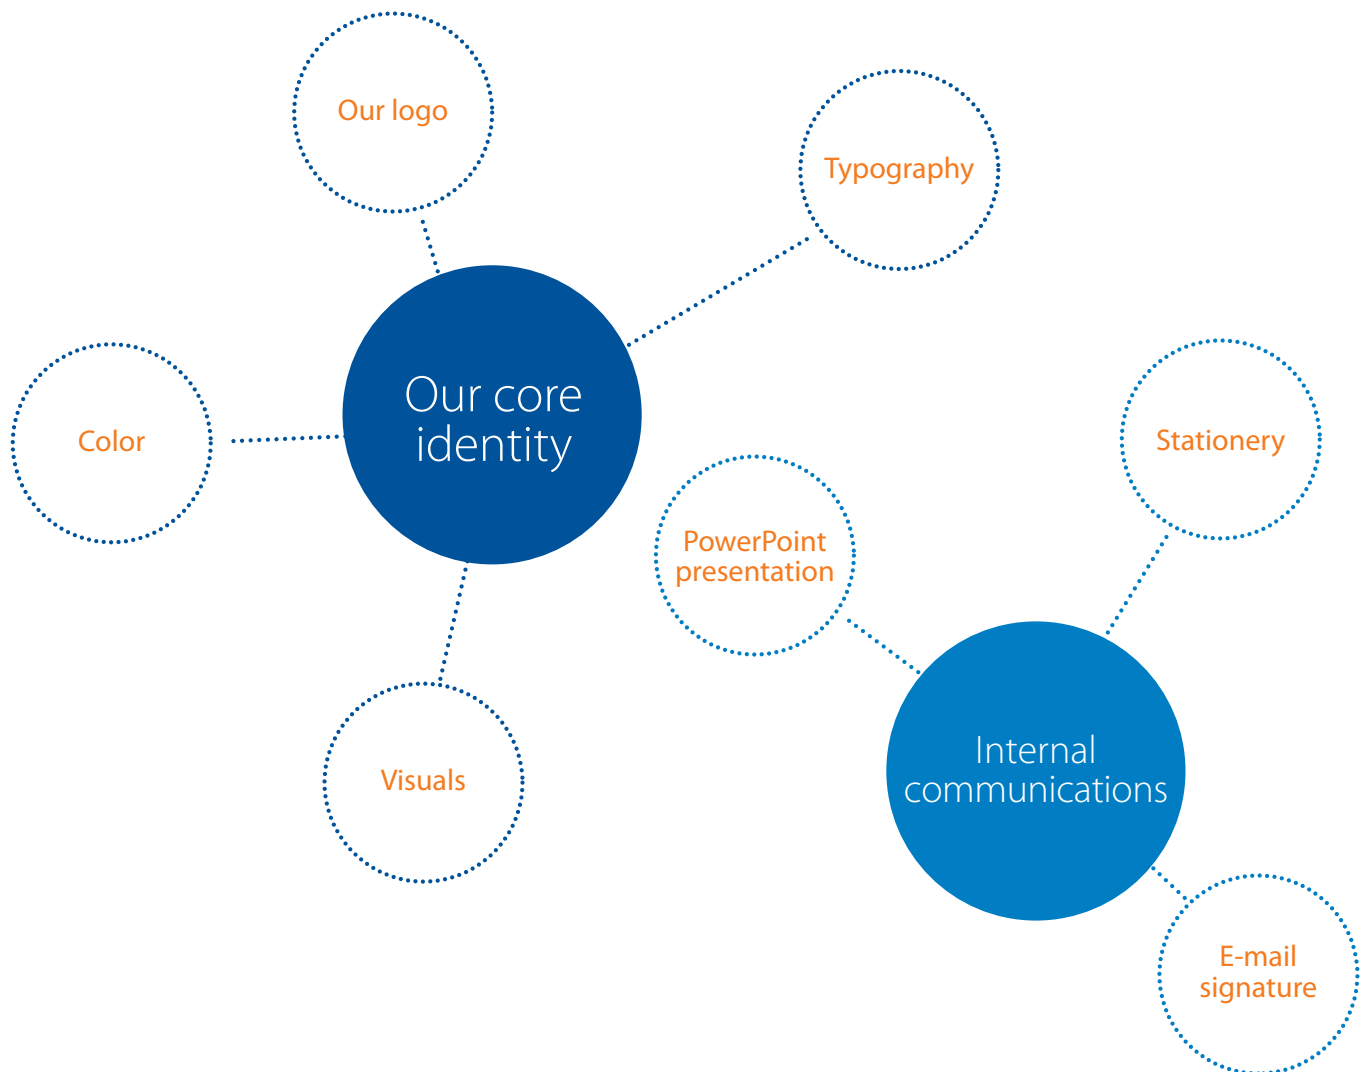 Our logo
Typography
Our core
identity
Color
Visuals
Stationery
PowerPoint
presentation
Internal
communications
E-mail
signature